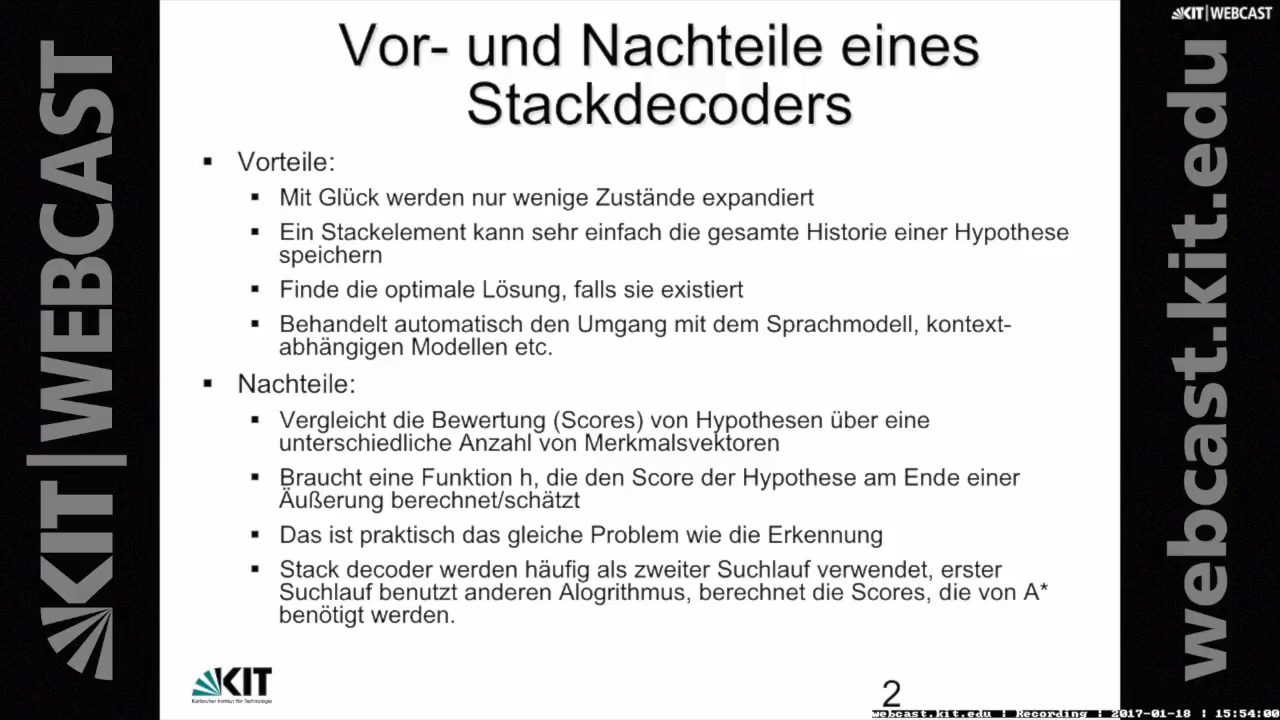 KIT|WEBCAST
Vor- und Nachteile eines
Stackdecoders
▪ Vorteile:
▪ Mit Glück werden nur wenige Zustände expandiert
▪ Ein Stackelement kann sehr einfach die gesamte Historie einer Hypothese
speichern
▪ Finde die optimale Lösung, falls sie existiert
▪ Behandelt automatisch den Umgang mit dem Sprachmodell, kontext-
abhängigen Modellen etc.
▪ Nachteile:
▪ Vergleicht die Bewertung (Scores) von Hypothesen über eine
unterschiedliche Anzahl von Merkmalsvektoren
▪ Braucht eine Funktion h, die den Score der Hypothese am Ende einer
Äußerung berechnet/schätzt
▪ Das ist praktisch das gleiche Problem wie die Erkennung
▪ Stack decoder werden häufig als zweiter Suchlauf verwendet, erster
Suchlauf benutzt anderen Alogrithmus, berechnet die Scores, die von A*
benötigt werden.
KIT
Karlsruher Institut für Technologie
2
KIT|WEBCAST
webcast.kit.edu
webcast.kit.edu | Recording | 2017-01-18 | 15:54:00